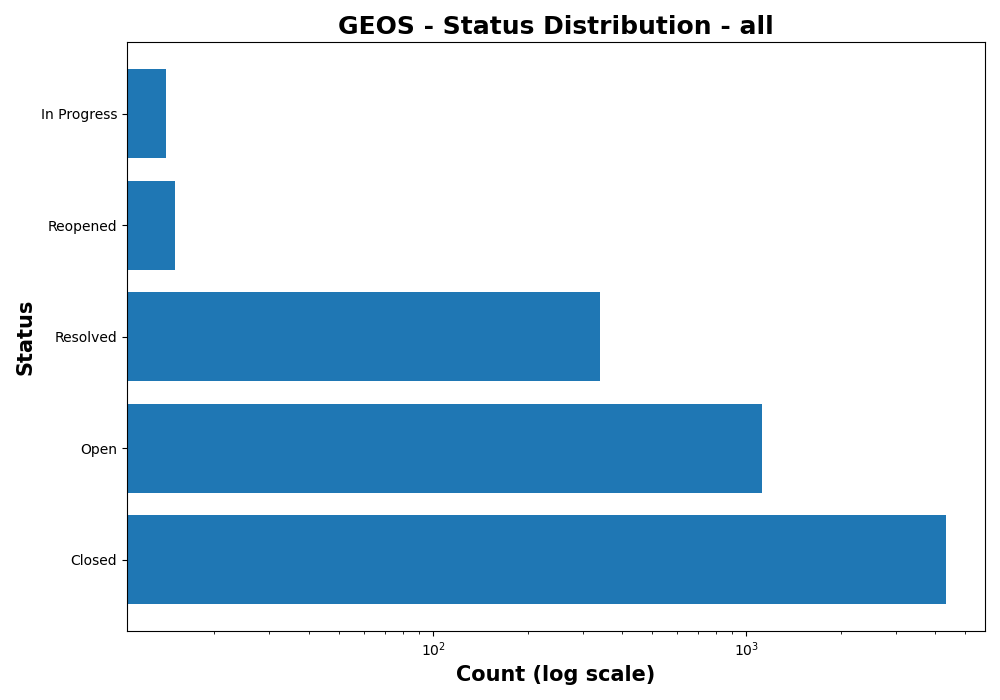 GEOS - Status Distribution - all
In Progress
Reopened
Resolved
Open
Closed
Status
10²
10³
Count (log scale)